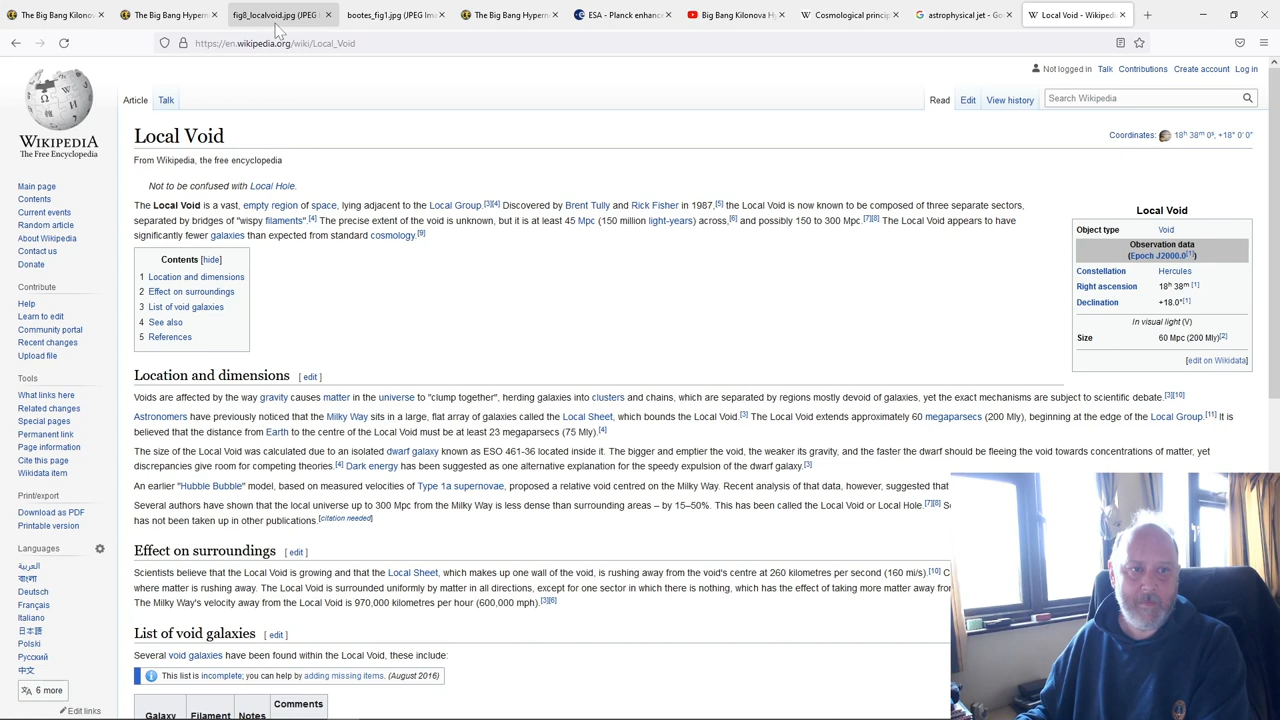 The Big Bang Kilonov
The Big Bang Hypern
fig8_localvoid.jpg (JPEG I
bootes_fig1.jpg (JPEG Ima
The Big Bang Hypern
ESA - Planck enhance
Big Bang Kilonova Hy
Cosmological princip
astrophysical jet - Go
Local Void - Wikipedi
https://en.wikipedia.org/wiki/Local_Void
Not logged in Talk Contributions Create account Log in
Article Talk
Read Edit View history
Search Wikipedia
WIKIPEDIA
The Free Encyclopedia
Main page
Contents
Current events
Random article
About Wikipedia
Contact us
Donate
Contribute
Help
Learn to edit
Community portal
Recent changes
Upload file
Tools
What links here
Related changes
Special pages
Permanent link
Page information
Cite this page
Wikidata item
Print/export
Download as PDF
Printable version
Languages
العربية
বাংলা
Deutsch
Français
Italiano
日本語
Polski
Русский
中文
6 more
Edit links
Local Void
Coordinates: 18h 38m 0s, +18° 0′ 0″
From Wikipedia, the free encyclopedia
Not to be confused with Local Hole.
The Local Void is a vast, empty region of space, lying adjacent to the Local Group.[3][4] Discovered by Brent Tully and Rick Fisher in 1987,[5] the Local Void is now known to be composed of three separate sectors,
separated by bridges of "wispy filaments".[4] The precise extent of the void is unknown, but it is at least 45 Mpc (150 million light-years) across,[6] and possibly 150 to 300 Mpc.[7][8] The Local Void appears to have
significantly fewer galaxies than expected from standard cosmology.[9]
Contents [hide]
1 Location and dimensions
2 Effect on surroundings
3 List of void galaxies
4 See also
5 References
Local Void
Object type Void
Observation data
(Epoch J2000.0[1])
Constellation Hercules
Right ascension 18h 38m [1]
Declination +18.0°[1]
In visual light (V)
Size 60 Mpc (200 Mly)[2]
[edit on Wikidata]
Location and dimensions [ edit ]
Voids are affected by the way gravity causes matter in the universe to "clump together", herding galaxies into clusters and chains, which are separated by regions mostly devoid of galaxies, yet the exact mechanisms are subject to scientific debate.[3][10]
Astronomers have previously noticed that the Milky Way sits in a large, flat array of galaxies called the Local Sheet, which bounds the Local Void.[3] The Local Void extends approximately 60 megaparsecs (200 Mly), beginning at the edge of the Local Group.[11] It is
believed that the distance from Earth to the centre of the Local Void must be at least 23 megaparsecs (75 Mly).[4]
The size of the Local Void was calculated due to an isolated dwarf galaxy known as ESO 461-36 located inside it. The bigger and emptier the void, the weaker its gravity, and the faster the dwarf should be fleeing the void towards concentrations of matter, yet
discrepancies give room for competing theories.[4] Dark energy has been suggested as one alternative explanation for the speedy expulsion of the dwarf galaxy.[3]
An earlier "Hubble Bubble" model, based on measured velocities of Type 1a supernovae, proposed a relative void centred on the Milky Way. Recent analysis of that data, however, suggested that
Several authors have shown that the local universe up to 300 Mpc from the Milky Way is less dense than surrounding areas – by 15–50%. This has been called the Local Void or Local Hole.[7][8] S
has not been taken up in other publications.[citation needed]
Effect on surroundings [ edit ]
Scientists believe that the Local Void is growing and that the Local Sheet, which makes up one wall of the void, is rushing away from the void's centre at 260 kilometres per second (160 mi/s).[10] C
where matter is rushing away. The Local Void is surrounded uniformly by matter in all directions, except for one sector in which there is nothing, which has the effect of taking more matter away from
The Milky Way's velocity away from the Local Void is 970,000 kilometres per hour (600,000 mph).[3][6]
List of void galaxies [ edit ]
Several void galaxies have been found within the Local Void, these include:
This list is incomplete; you can help by adding missing items. (August 2016)
Galaxy Filament Notes Comments